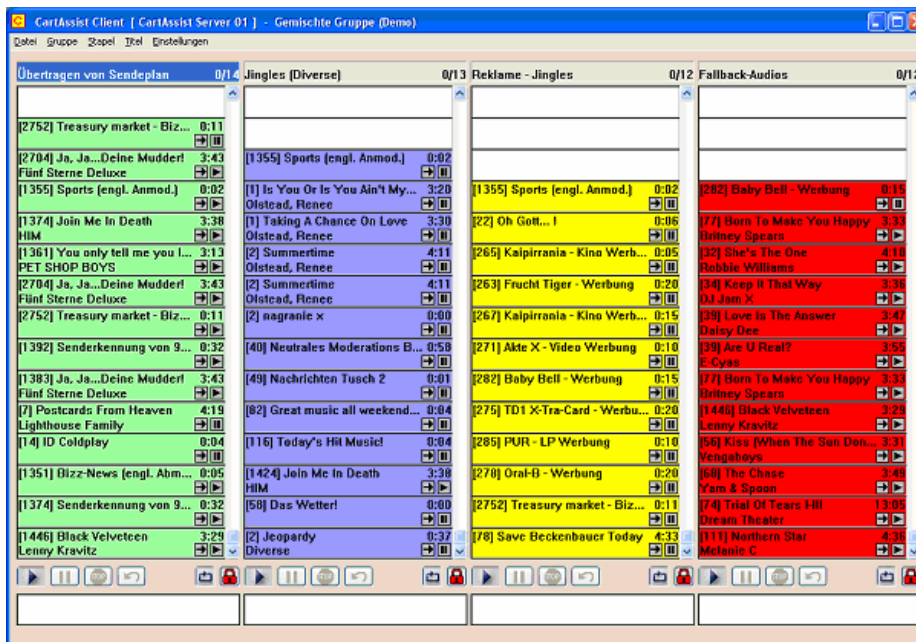 CartAssist Client [ CartAssist Server 01 ] - Gemischte Gruppe (Demo)
Datei Gruppe Stapel Titel Einstellungen
Übertragen von Sendeplan 0/14
[2752] Treasury market - Biz... 0:11
[2704] Ja, Ja...Deine Mudder! 3:43
Fünf Sterne Deluxe
[1355] Sports (engl. Anmod.) 0:02
[1374] Join Me In Death 3:38
HIM
[1361] You only tell me you l... 3:13
PET SHOP BOYS
[2704] Ja, Ja...Deine Mudder! 3:43
Fünf Sterne Deluxe
[2752] Treasury market - Biz... 0:11
[1392] Senderkennung von 9... 0:32
[1383] Ja, Ja...Deine Mudder! 3:43
Fünf Sterne Deluxe
[7] Postcards From Heaven 4:19
Lighthouse Family
[14] ID Coldplay 0:04
[1351] Bizz-News (engl. Abm... 0:05
[1374] Senderkennung von 9... 0:32
[1446] Black Velveteen 3:29
Lenny Kravitz
Jingles (Diverse) 0/13
[1355] Sports (engl. Anmod.) 0:02
[1] Is You Or Is You Ain't My... 3:20
Olstead, Renee
[1] Taking A Chance On Love 3:30
Olstead, Renee
[2] Summertime 4:11
Olstead, Renee
[2] Summertime 4:11
Olstead, Renee
[2] nagranie x 0:00
[40] Neutrales Moderations B... 0:58
[49] Nachrichten Tusch 2 0:01
[82] Great music all weekend... 0:04
[116] Today's Hit Music! 0:04
[1424] Join Me In Death 3:38
HIM
[58] Das Wetter! 0:00
[2] Jeopardy 0:37
Diverse
Reklame - Jingles 0/12
[1355] Sports (engl. Anmod.) 0:02
[22] Oh Gott... ! 0:06
[265] Kaipirrania - Kino Werb... 0:05
[263] Frucht Tiger - Werbung 0:20
[267] Kaipirrania - Kino Werb... 0:15
[271] Akte X - Video Werbung 0:10
[282] Baby Bell - Werbung 0:15
[275] TD1 X-Tra-Card - Werbu... 0:20
[285] PUR - LP Werbung 0:10
[278] Oral-B - Werbung 0:20
[2752] Treasury market - Biz... 0:11
[78] Save Beckenbauer Today 4:33
Fallback-Audios
[282] Baby Bell - Werbung 0:15
[77] Born To Make You Happy 3:33
Britney Spears
[32] She's The One 4:18
Robbie Williams
[34] Keep It That Way 3:36
DJ Jam X
[39] Love Is The Answer 3:47
Daisy Dee
[39] Are U Real? 3:55
E-Cyas
[77] Born To Make You Happy 3:33
Britney Spears
[1446] Black Velveteen 3:29
Lenny Kravitz
[56] Kiss (When The Sun Don... 3:31
Vengaboys
[68] The Chase 3:49
Yam & Spoon
[74] Trial Of Tears I-III 13:05
Dream Theater
[111] Northern Star 4:36
Melanie C